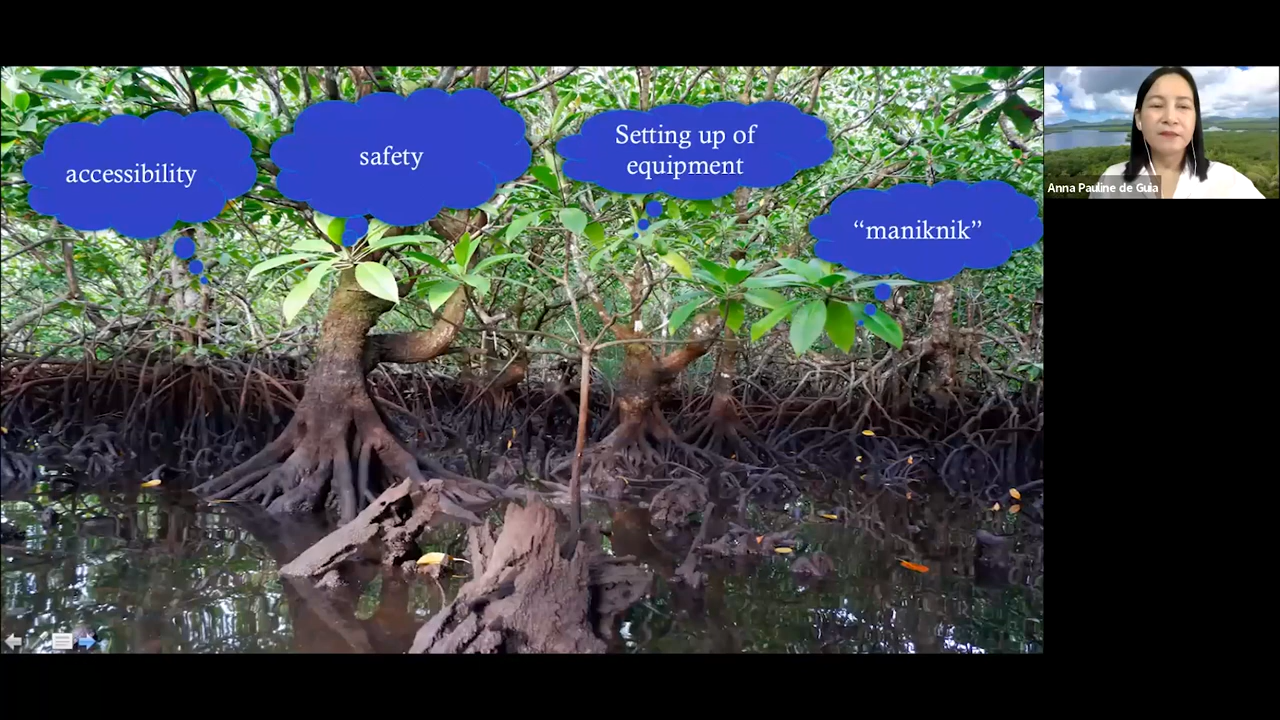 accessibility
safety
Setting up of
equipment
“maniknik”
Anna Pauline de Guia